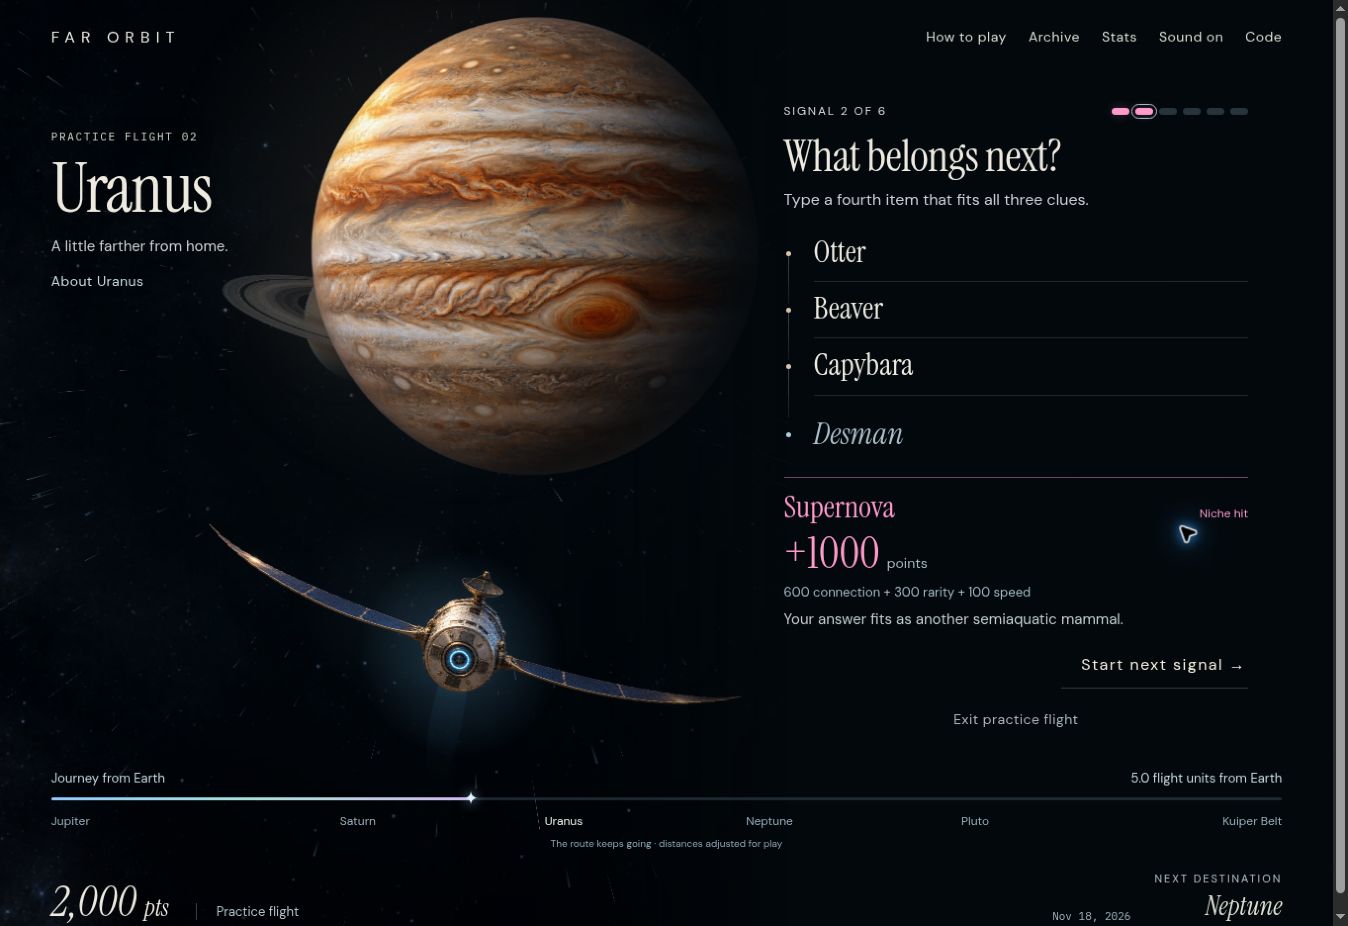 FAR ORBIT
How to play
Archive
Stats
Sound on
Code
PRACTICE FLIGHT 02
Uranus
A little farther from home.
About Uranus
SIGNAL 2 OF 6
What belongs next?
Type a fourth item that fits all three clues.
Otter
Beaver
Capybara
Desman
Supernova
Niche hit
+1000 points
600 connection + 300 rarity + 100 speed
Your answer fits as another semiaquatic mammal.
Start next signal →
Exit practice flight
Journey from Earth
5.0 flight units from Earth
Jupiter
Saturn
Uranus
Neptune
Pluto
Kuiper Belt
The route keeps going · distances adjusted for play
2,000 pts
Practice flight
Nov 18, 2026
NEXT DESTINATION
Neptune